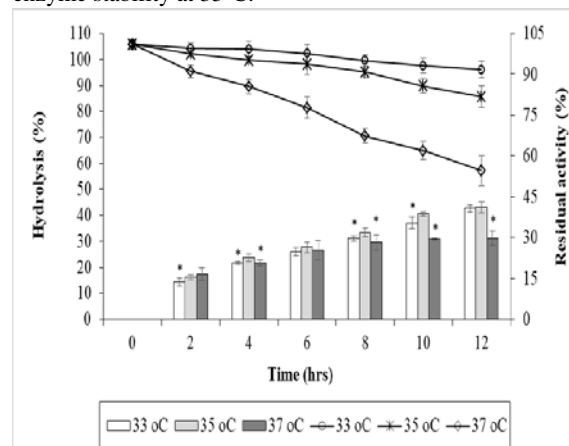 enzyme stability at 35°C.
110 105
100
90 90
80
75
70
60 60
50
45
40
30 30
20
15
10
0 0
Hydrolysis (%)
Residual activity (%)
* * * * * * * * *
0 2 4 6 8 10 12
Time (hrs)
33 oC 35 oC 37 oC 33 oC 35 oC 37 oC